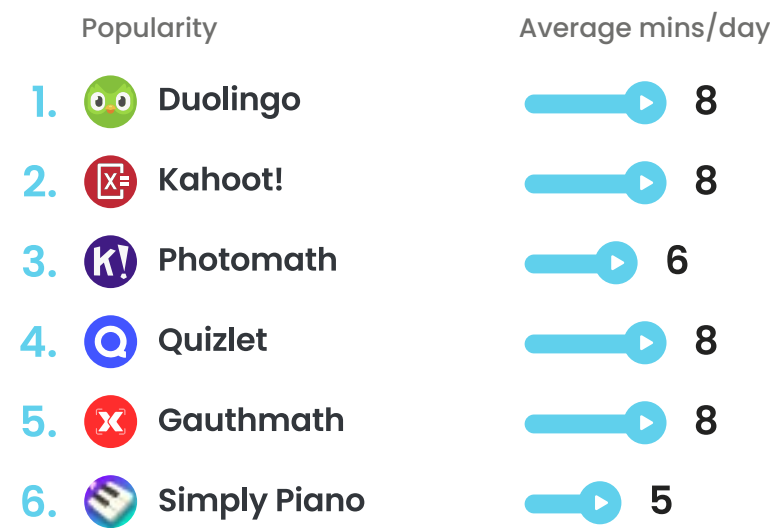 Popularity Average mins/day
1. Duolingo 8
2. X= Kahoot! 8
3. K! Photomath 6
4. Quizlet 8
5. X Gauthmath 8
6. Simply Piano 5